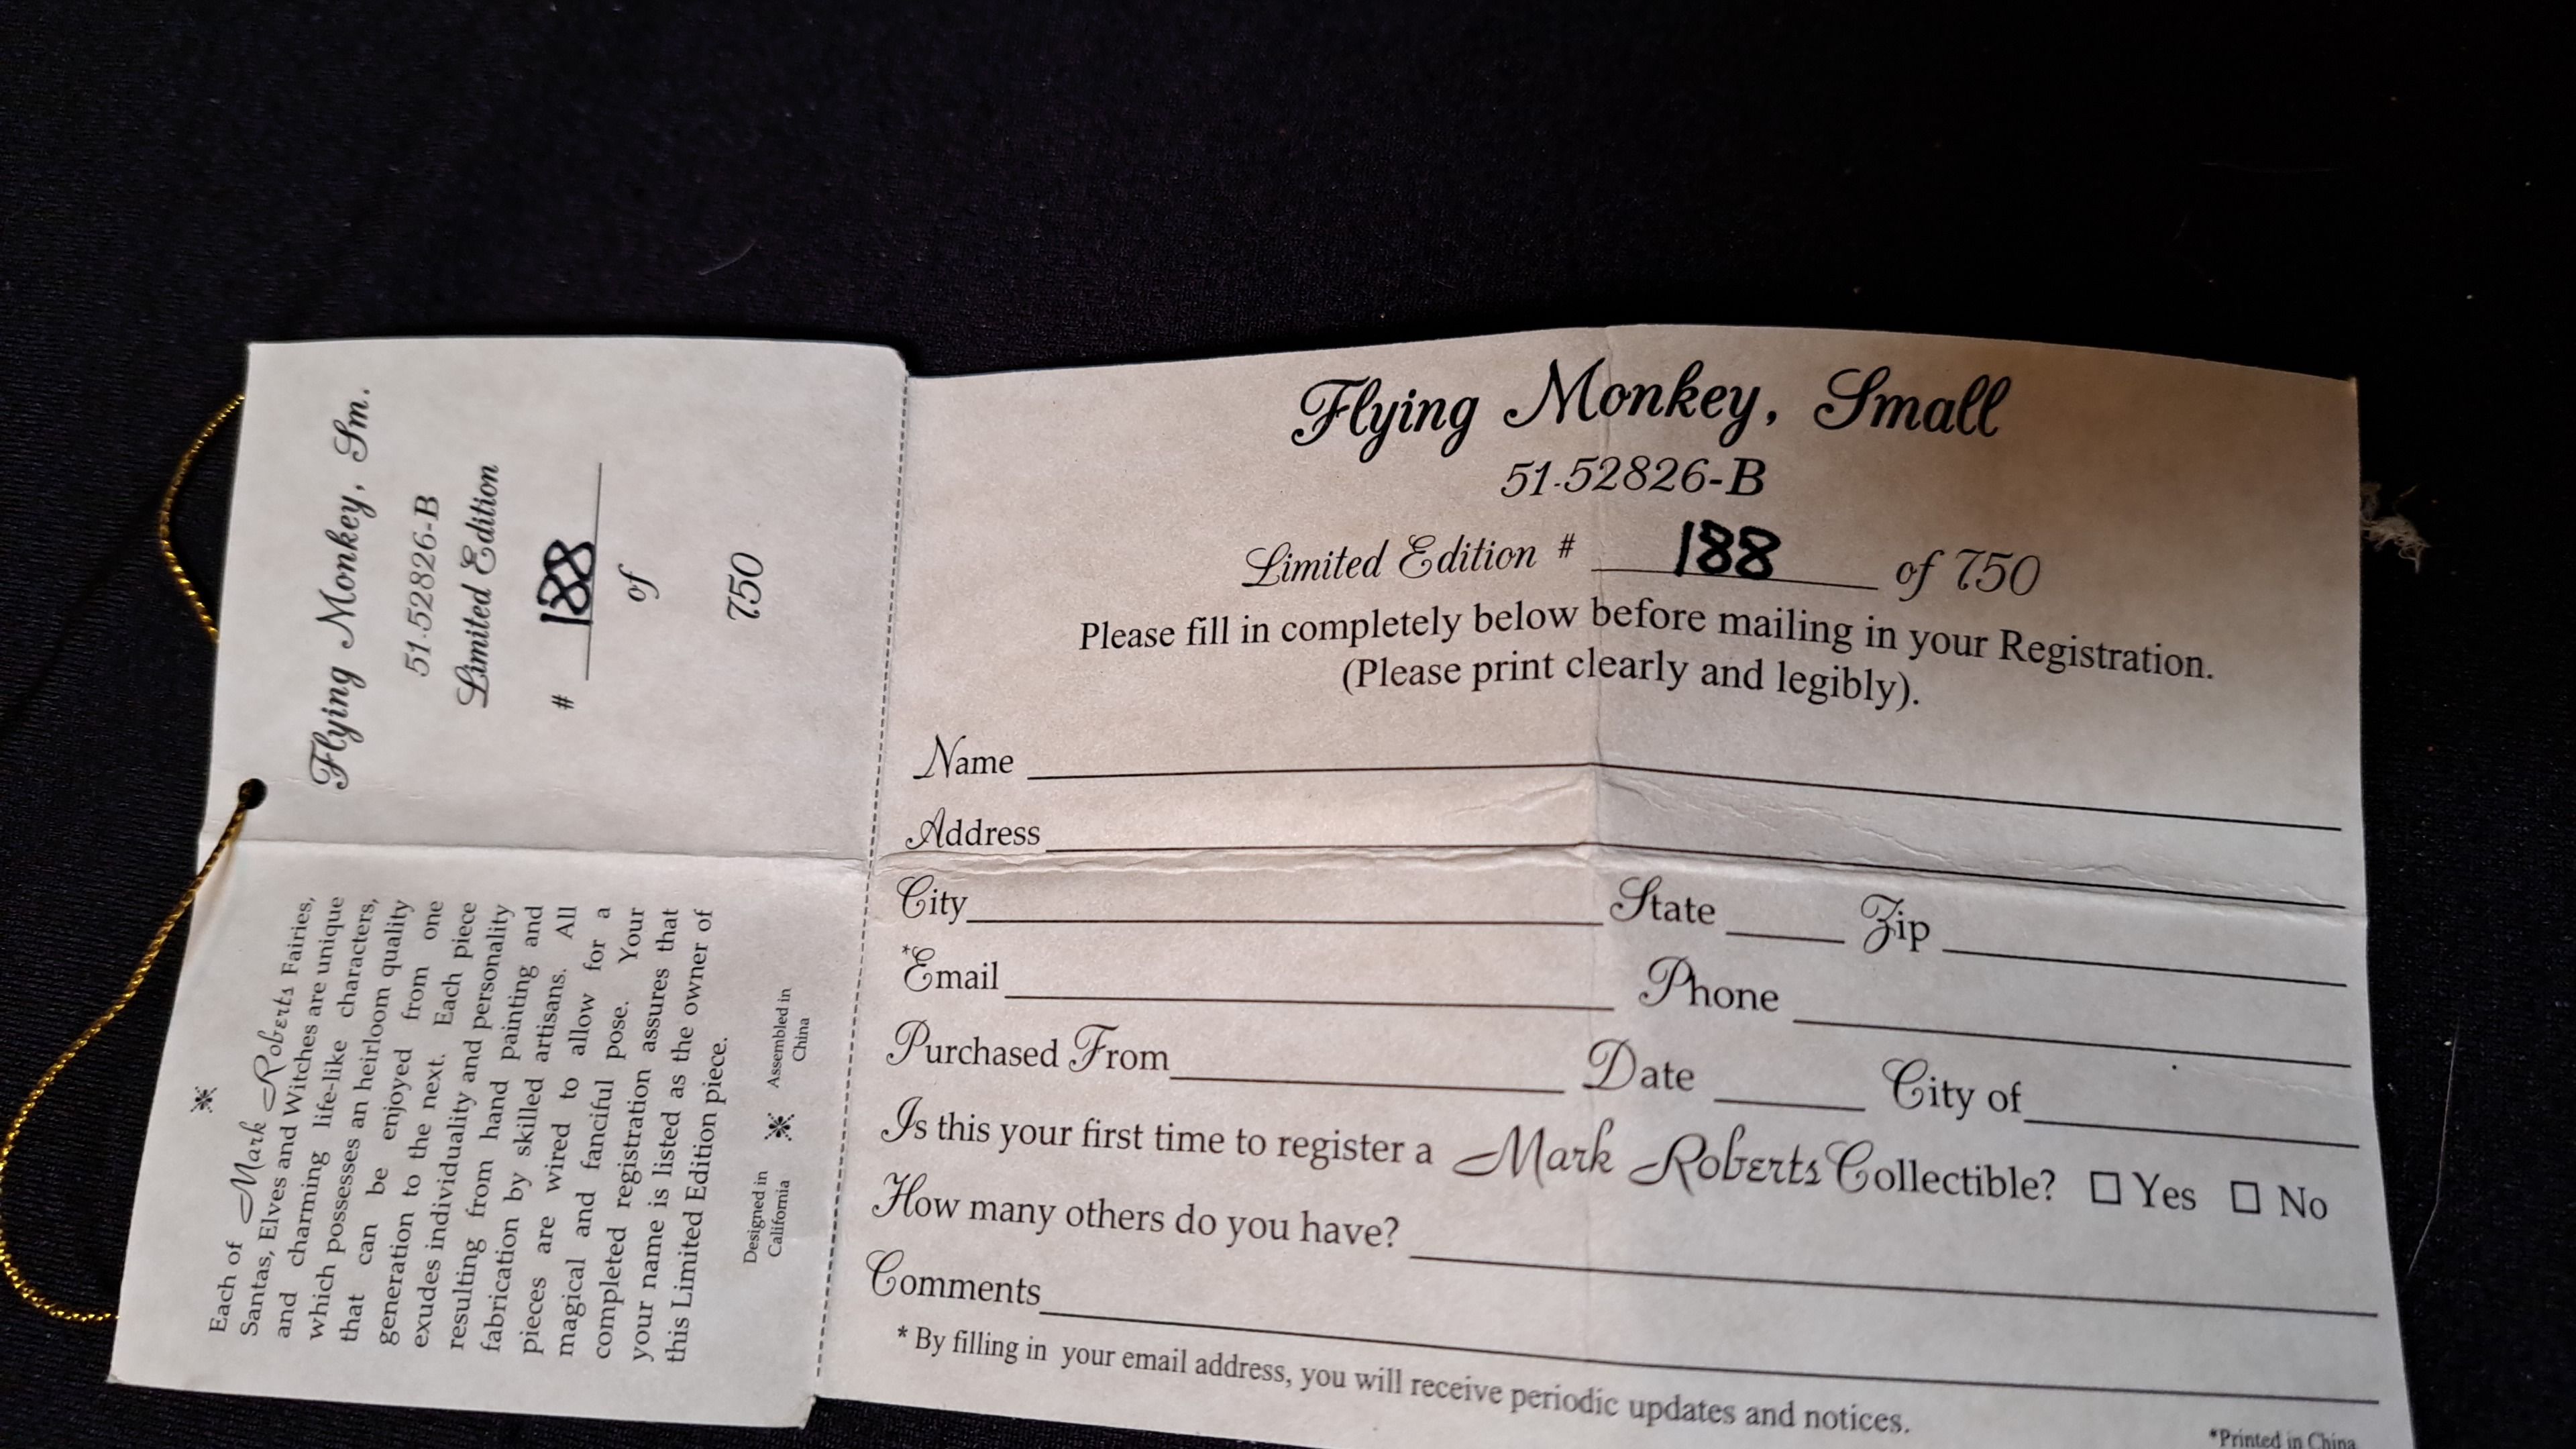 Flying Monkey, Sm.
51-52826-B
Limited Edition
# 188
of
750
Each of Mark Roberts Fairies,
Santas, Elves and Witches are unique
and charming life-like characters,
which possesses an heirloom quality
that can be enjoyed from one
generation to the next. Each piece
exudes individuality and personality
resulting from hand painting and
fabrication by skilled artisans. All
pieces are wired to allow for a
magical and fanciful pose. Your
completed registration assures that
your name is listed as the owner of
this Limited Edition piece.
Designed in California
Assembled in China
Flying Monkey, Small
51-52826-B
Limited Edition # 188 of 750
Please fill in completely below before mailing in your Registration.
(Please print clearly and legibly).
Name
Address
City State Zip
*Email Phone
Purchased From Date City of
Is this your first time to register a Mark Roberts Collectible? ☐ Yes ☐ No
How many others do you have?
Comments
* By filling in your email address, you will receive periodic updates and notices.
*Printed in China